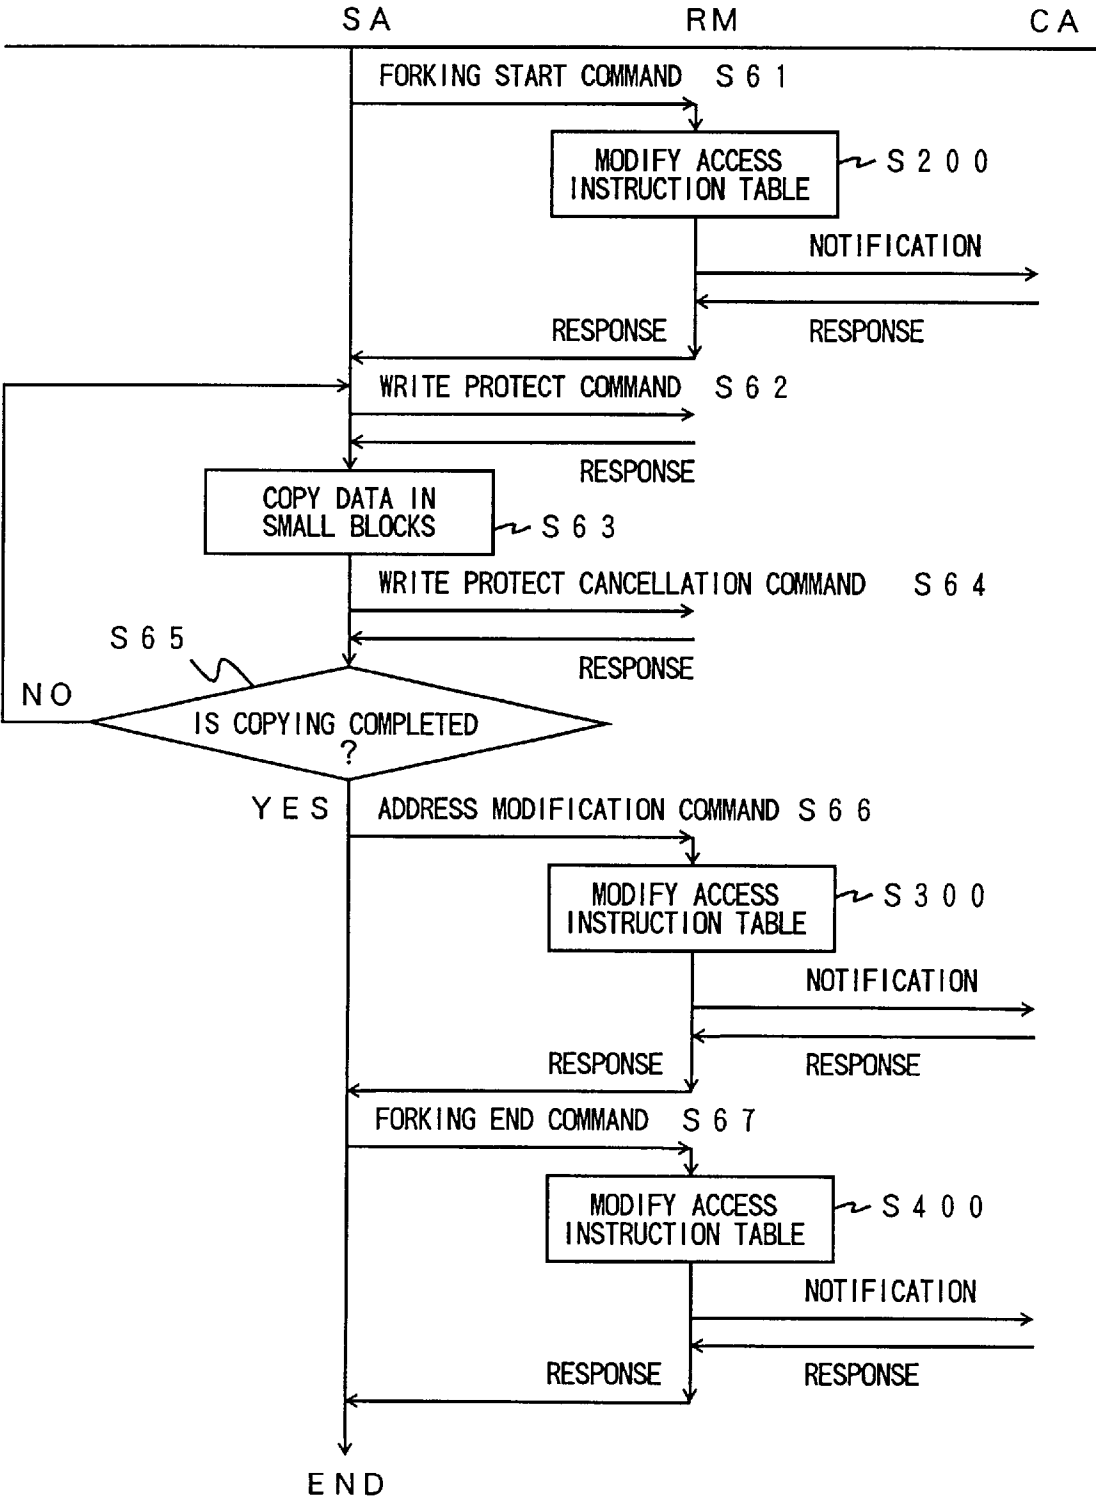 SA RM CA
FORKING START COMMAND S61
MODIFY ACCESS
INSTRUCTION TABLE
S200
NOTIFICATION
RESPONSE RESPONSE
WRITE PROTECT COMMAND S62
RESPONSE
COPY DATA IN
SMALL BLOCKS
S63
WRITE PROTECT CANCELLATION COMMAND S64
S65
RESPONSE
NO
IS COPYING COMPLETED
?
YES
ADDRESS MODIFICATION COMMAND S66
MODIFY ACCESS
INSTRUCTION TABLE
S300
NOTIFICATION
RESPONSE RESPONSE
FORKING END COMMAND S67
MODIFY ACCESS
INSTRUCTION TABLE
S400
NOTIFICATION
RESPONSE RESPONSE
END